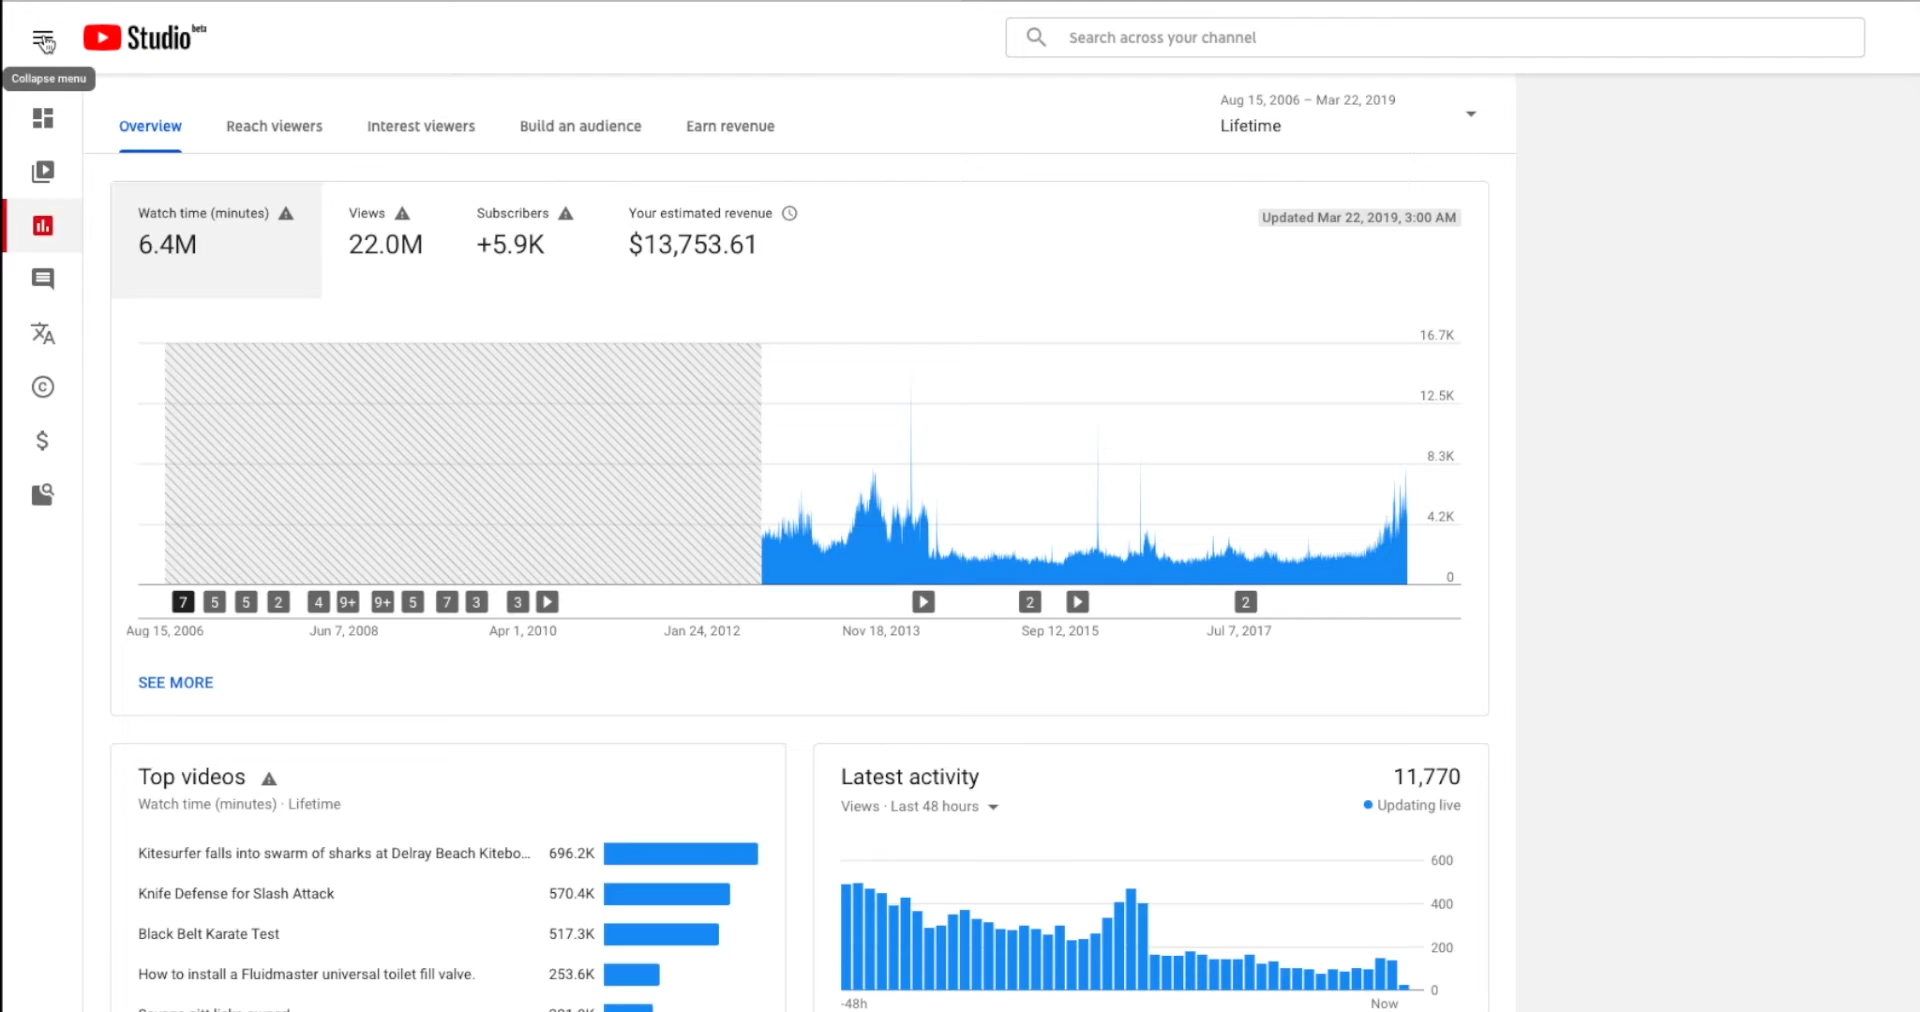 Studio beta
Search across your channel
Collapse menu
Aug 15, 2006 – Mar 22, 2019
Overview Reach viewers Interest viewers Build an audience Earn revenue
Lifetime
Watch time (minutes) Views Subscribers Your estimated revenue
Updated Mar 22, 2019, 3:00 AM
6.4M 22.0M +5.9K $13,753.61
16.7K
12.5K
8.3K
4.2K
0
7 5 5 2 4 9+ 9+ 5 7 3 3 2 2
Aug 15, 2006 Jun 7, 2008 Apr 1, 2010 Jan 24, 2012 Nov 18, 2013 Sep 12, 2015 Jul 7, 2017
SEE MORE
Top videos
Watch time (minutes) · Lifetime
Kitesurfer falls into swarm of sharks at Delray Beach Kitebo... 696.2K
Knife Defense for Slash Attack 570.4K
Black Belt Karate Test 517.3K
How to install a Fluidmaster universal toilet fill valve. 253.6K
Latest activity 11,770
Views · Last 48 hours Updating live
600
400
200
0
-48h Now